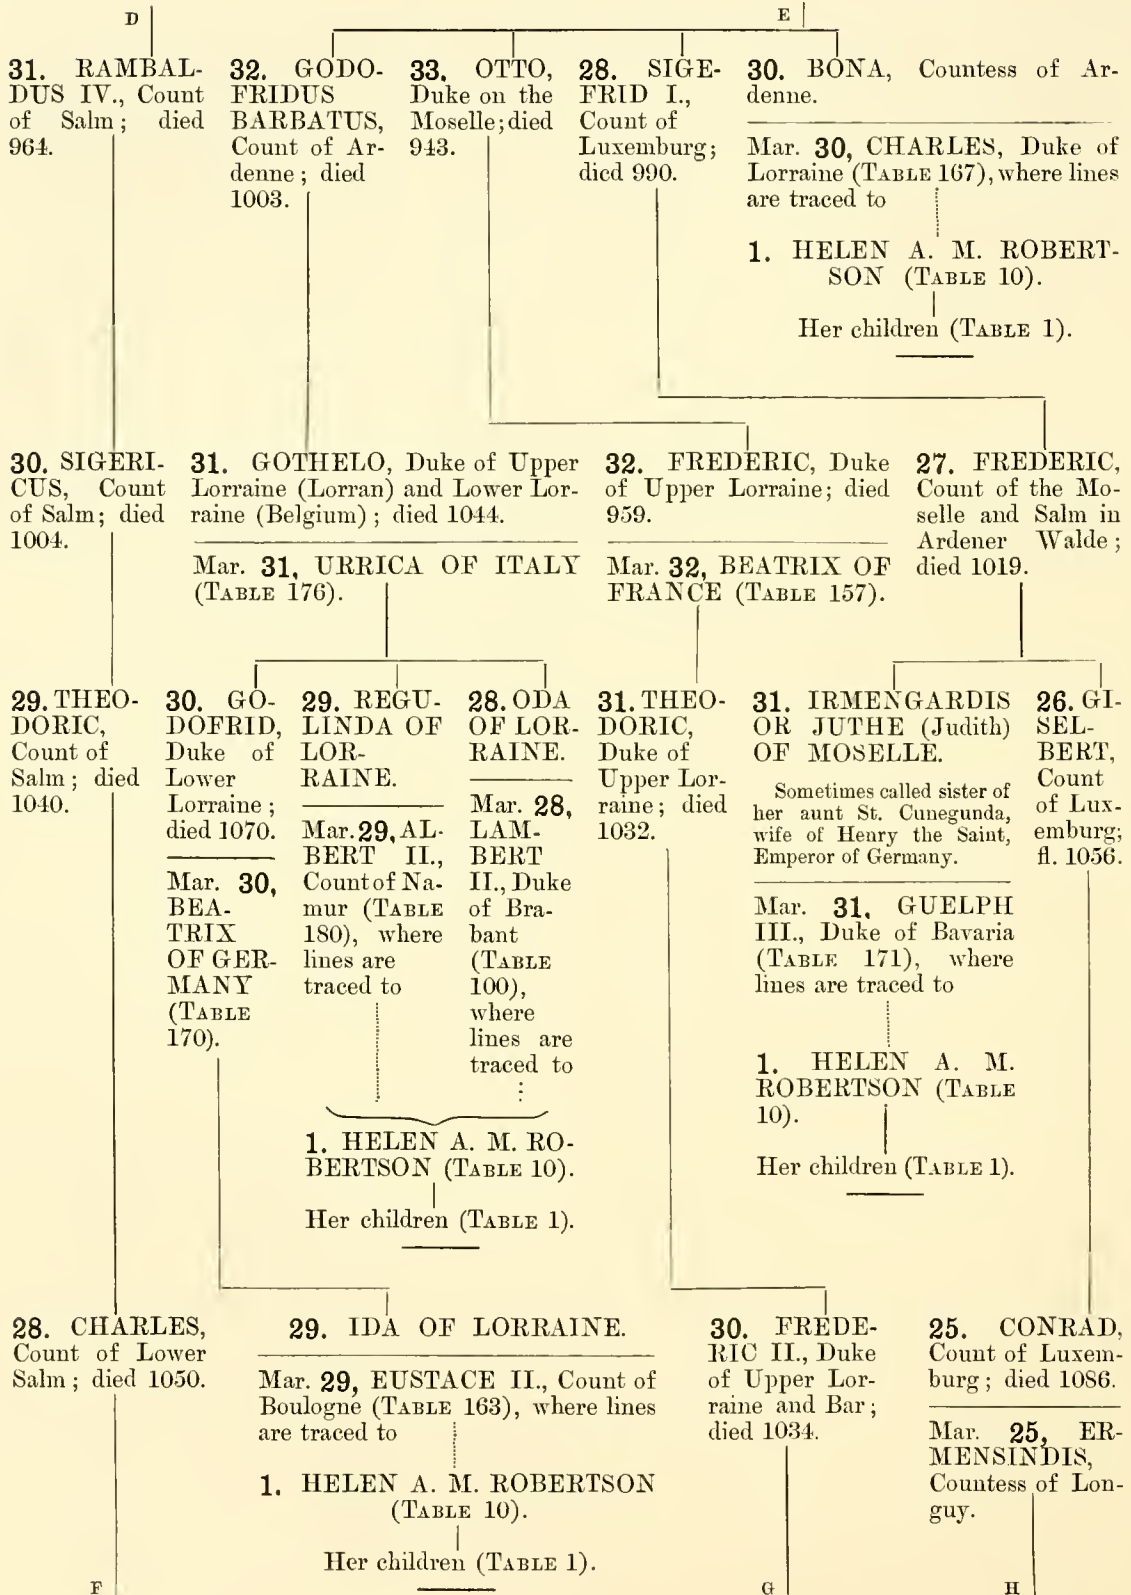 D
E
31. RAMBAL-
DUS IV., Count
of Salm; died
964.
32. GODO-
FRIDUS
BARBATUS,
Count of Ar-
denne; died
1003.
33. OTTO,
Duke on the
Moselle; died
943.
28. SIGE-
FRID I.,
Count of
Luxemburg;
died 990.
30. BONA, Countess of Ar-
denne.
Mar. 30, CHARLES, Duke of
Lorraine (TABLE 167), where lines
are traced to
1. HELEN A. M. ROBERT-
SON (TABLE 10).
Her children (TABLE 1).
30. SIGERI-
CUS, Count
of Salm; died
1004.
31. GOTHELO, Duke of Upper
Lorraine (Lorran) and Lower Lor-
raine (Belgium); died 1044.
Mar. 31, URRICA OF ITALY
(TABLE 176).
32. FREDERIC, Duke
of Upper Lorraine; died
959.
Mar. 32, BEATRIX OF
FRANCE (TABLE 157).
27. FREDERIC,
Count of the Mo-
selle and Salm in
Ardener Walde;
died 1019.
29. THEO-
DORIC,
Count of
Salm; died
1040.
30. GO-
DOFRID,
Duke of
Lower
Lorraine;
died 1070.
Mar. 30,
BEA-
TRIX
OF GER-
MANY
(TABLE
170).
29. REGU-
LINDA OF
LOR-
RAINE.
Mar. 29, AL-
BERT II.,
Count of Na-
mur (TABLE
180), where
lines are
traced to
28. ODA
OF LOR-
RAINE.
Mar. 28,
LAM-
BERT
II., Duke
of Bra-
bant
(TABLE
100),
where
lines are
traced to
1. HELEN A. M. RO-
BERTSON (TABLE 10).
Her children (TABLE 1).
31. THEO-
DORIC,
Duke of
Upper Lor-
raine; died
1032.
31. IRMENGARDIS
OR JUTHE (Judith)
OF MOSELLE.
Sometimes called sister of
her aunt St. Cunegunda,
wife of Henry the Saint,
Emperor of Germany.
Mar. 31, GUELPH
III., Duke of Bavaria
(TABLE 171), where
lines are traced to
1. HELEN A. M.
ROBERTSON (TABLE
10).
Her children (TABLE 1).
26. GI-
SEL-
BERT,
Count
of Lux-
emburg;
fl. 1056.
28. CHARLES,
Count of Lower
Salm; died 1050.
29. IDA OF LORRAINE.
Mar. 29, EUSTACE II., Count of
Boulogne (TABLE 163), where lines
are traced to
1. HELEN A. M. ROBERTSON
(TABLE 10).
Her children (TABLE 1).
30. FREDE-
RIC II., Duke
of Upper Lor-
raine and Bar;
died 1034.
25. CONRAD,
Count of Luxem-
burg; died 1086.
Mar. 25, ER-
MENSINDIS,
Countess of Lon-
guy.
F
G
H